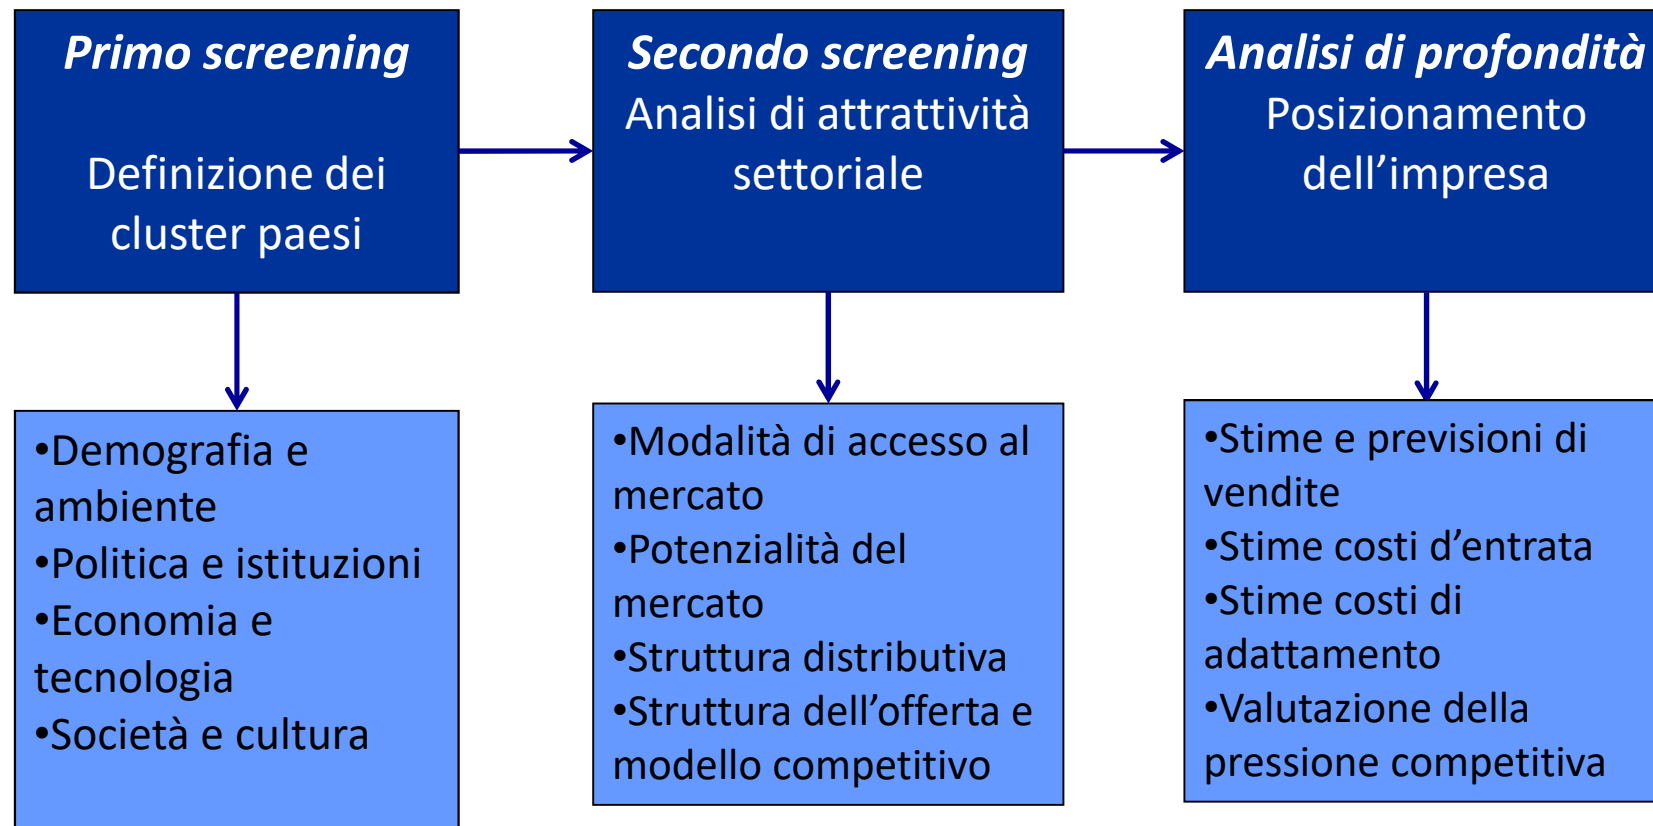 Primo screening
Definizione dei
cluster paesi
Secondo screening
Analisi di attrattività
settoriale
Analisi di profondità
Posizionamento
dell’impresa
•Demografia e
ambiente
•Politica e istituzioni
•Economia e
tecnologia
•Società e cultura
•Modalità di accesso al
mercato
•Potenzialità del
mercato
•Struttura distributiva
•Struttura dell’offerta e
modello competitivo
•Stime e previsioni di
vendite
•Stime costi d’entrata
•Stime costi di
adattamento
•Valutazione della
pressione competitiva